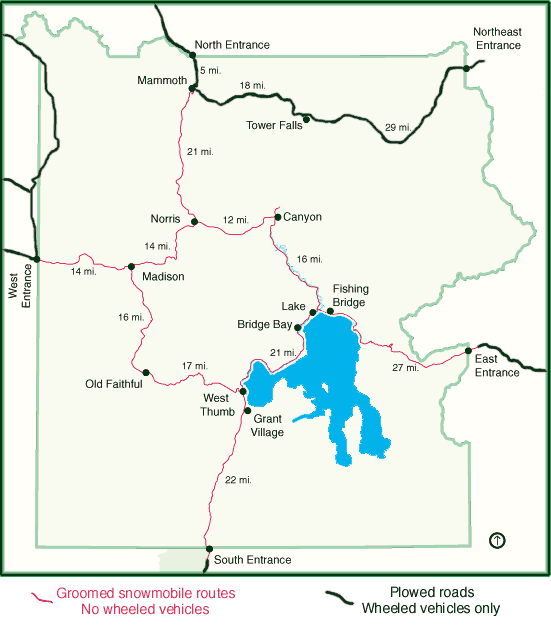 North Entrance
Northeast
Entrance
5 mi.
Mammoth
18 mi.
Tower Falls
29 mi.
21 mi.
Norris
12 mi.
Canyon
14 mi.
16 mi.
West
Entrance
14 mi.
Madison
Fishing
Bridge
Lake
16 mi.
Bridge Bay
21 mi.
17 mi.
27 mi.
East
Entrance
Old Faithful
West
Thumb
Grant
Village
22 mi.
South Entrance
Groomed snowmobile routes
No wheeled vehicles
Plowed roads
Wheeled vehicles only